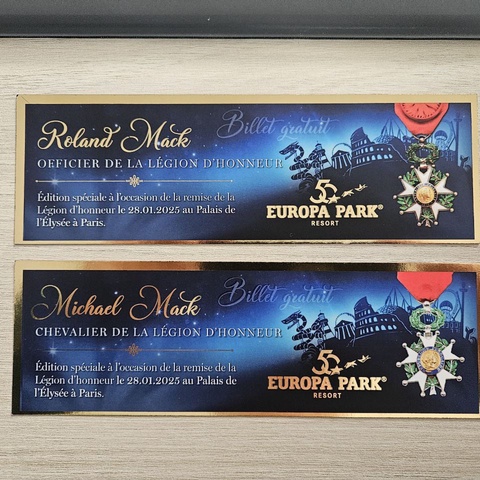 Billet gratuit
Roland Mack
OFFICIER DE LA LÉGION D'HONNEUR
Édition spéciale à l'occasion de la remise de la
Légion d'honneur le 28.01.2025 au Palais de
l'Élysée à Paris.
50
EUROPA PARK®
RESORT
Billet gratuit
Michael Mack
CHEVALIER DE LA LÉGION D'HONNEUR
Édition spéciale à l'occasion de la remise de la
Légion d'honneur le 28.01.2025 au Palais de
l'Élysée à Paris.
50
EUROPA PARK®
RESORT